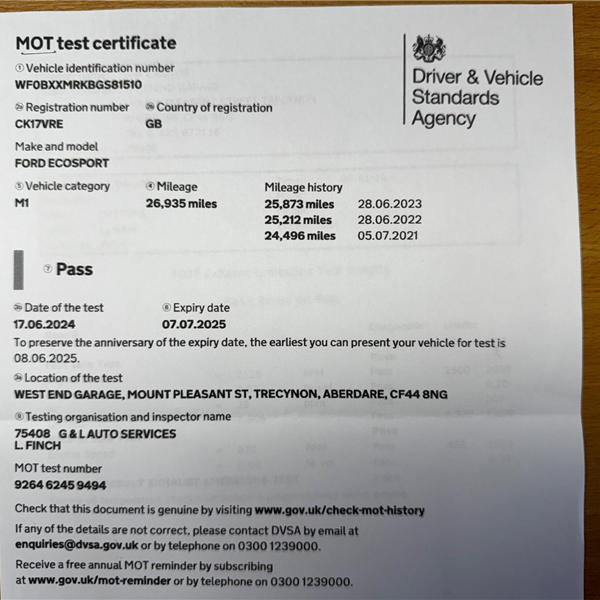 MOT test certificate
Driver & Vehicle
Standards
Agency
① Vehicle identification number
WF0BXXMRKBGS81510
Registration number Country of registration
CK17VRE GB
Make and model
FORD ECOSPORT
⑤ Vehicle category ④ Mileage Mileage history
M1 26,935 miles 25,873 miles 28.06.2023
25,212 miles 28.06.2022
24,496 miles 05.07.2021
⑦ Pass
Date of the test ⑧ Expiry date
17.06.2024 07.07.2025
To preserve the anniversary of the expiry date, the earliest you can present your vehicle for test is
08.06.2025.
Location of the test
WEST END GARAGE, MOUNT PLEASANT ST, TRECYNON, ABERDARE, CF44 8NG
⑨ Testing organisation and inspector name
75408 G & L AUTO SERVICES
L. FINCH
MOT test number
9264 6245 9494
Check that this document is genuine by visiting www.gov.uk/check-mot-history
If any of the details are not correct, please contact DVSA by email at
enquiries@dvsa.gov.uk or by telephone on 0300 1239000.
Receive a free annual MOT reminder by subscribing
at www.gov.uk/mot-reminder or by telephone on 0300 1239000.